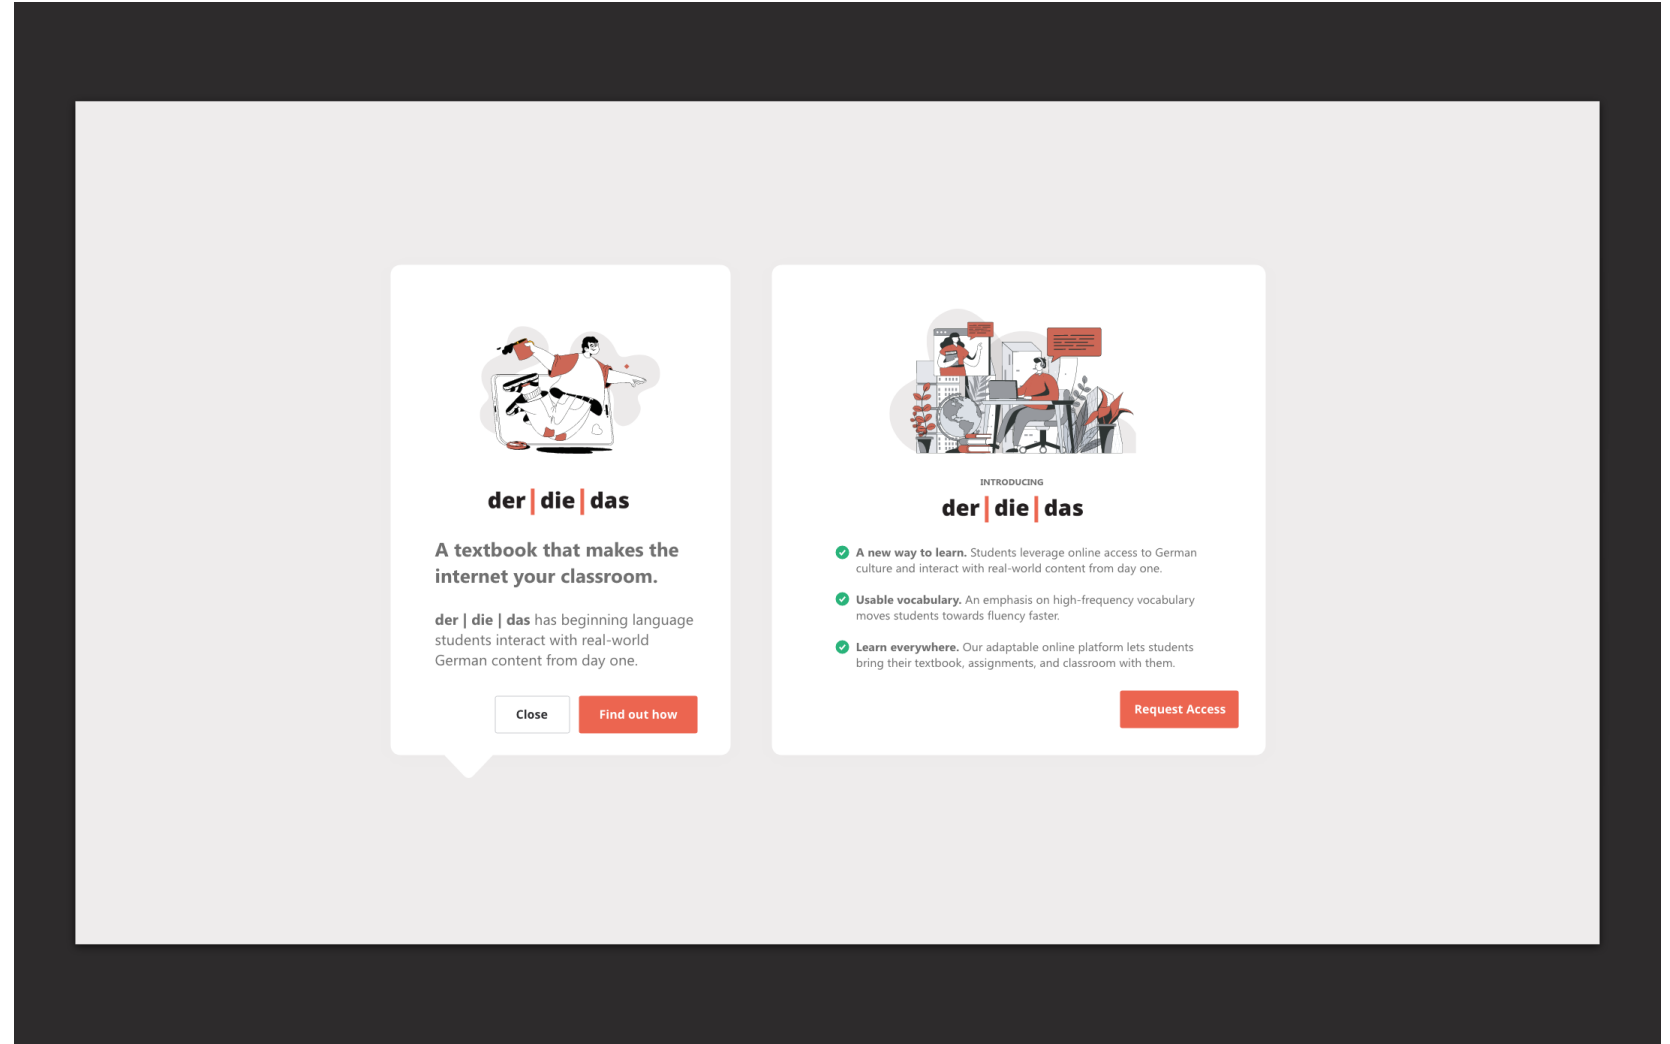 der|die|das
A textbook that makes the
internet your classroom.
der | die | das has beginning language
students interact with real-world
German content from day one.
Close
Find out how
INTRODUCING
der|die|das
A new way to learn. Students leverage online access to German
culture and interact with real-world content from day one.
Usable vocabulary. An emphasis on high-frequency vocabulary
moves students towards fluency faster.
Learn everywhere. Our adaptable online platform lets students
bring their textbook, assignments, and classroom with them.
Request Access